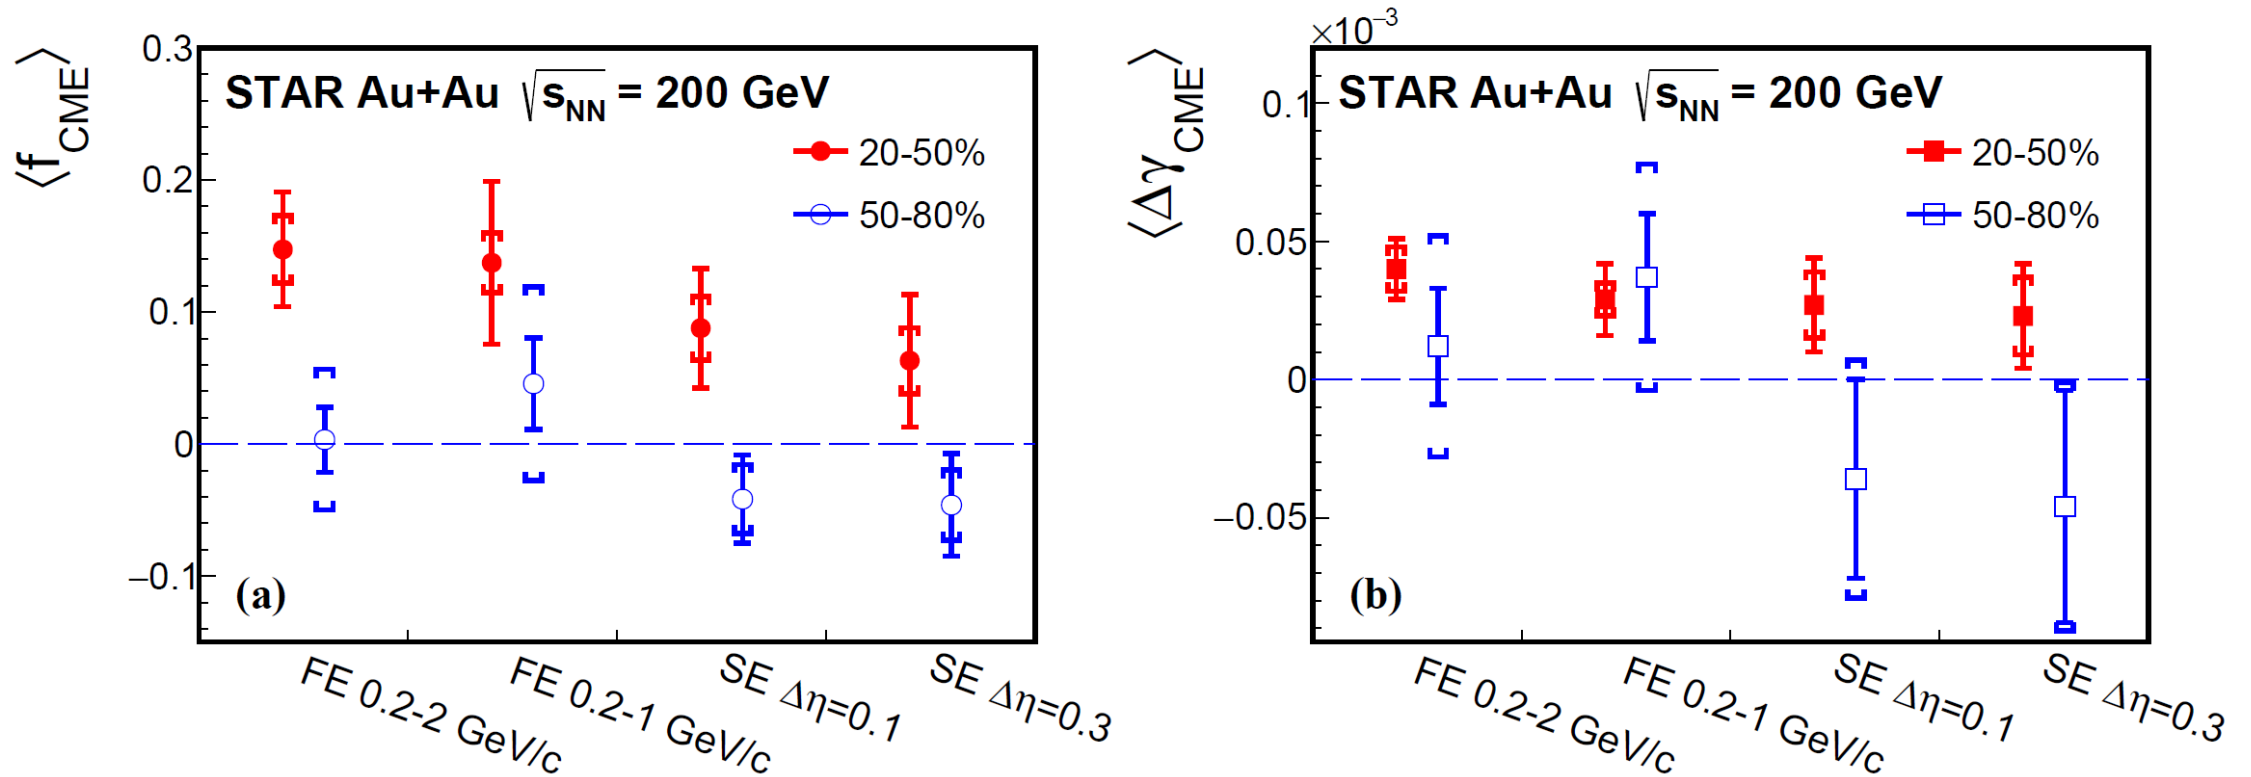 ⟨f_CME⟩
0.3
0.2
0.1
0
−0.1
STAR Au+Au √s_NN = 200 GeV
20-50%
50-80%
(a)
FE 0.2-2 GeV/c
FE 0.2-1 GeV/c
SE Δη=0.1
SE Δη=0.3
⟨Δγ_CME⟩
×10⁻³
0.1
0.05
0
−0.05
STAR Au+Au √s_NN = 200 GeV
20-50%
50-80%
(b)
FE 0.2-2 GeV/c
FE 0.2-1 GeV/c
SE Δη=0.1
SE Δη=0.3